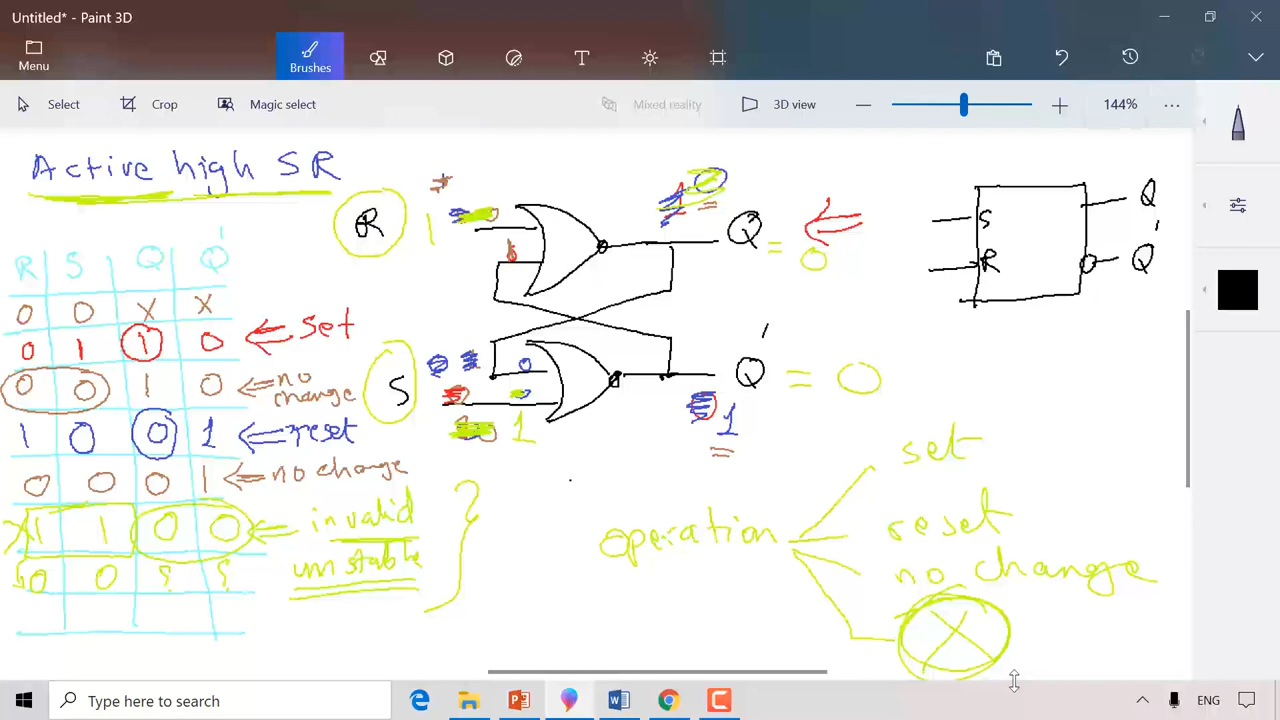 Untitled* - Paint 3D
Menu
Brushes
Select
Crop
Magic select
Mixed reality
3D view
144%
Active high SR
R S Q Q'
0 0 X X
0 1 1 0 set
0 0 1 0 no change
1 0 0 1 reset
0 0 0 1 no change
1 1 0 0 invalid
unstable
0 0 ? ?
R 1
Q = 0
S
1
Q' = 0
1
S Q
R Q'
operation
set
reset
no change
Type here to search
ENG